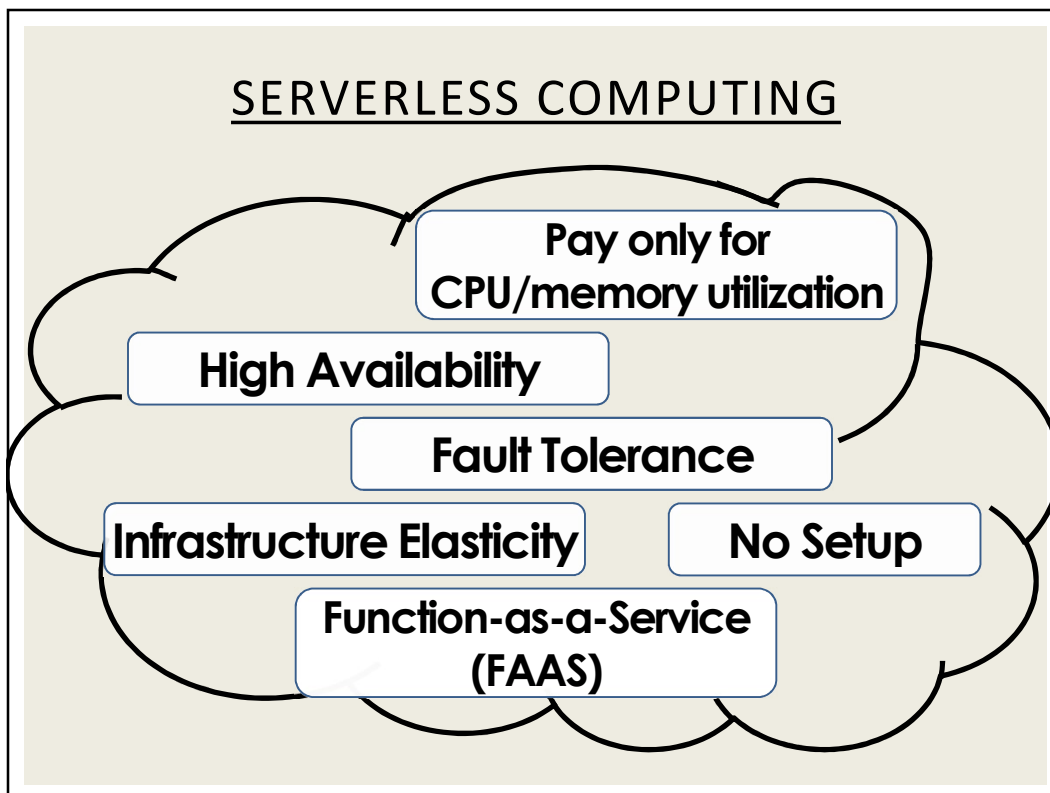 SERVERLESS COMPUTING
Pay only for
CPU/memory utilization
High Availability
Fault Tolerance
Infrastructure Elasticity
No Setup
Function-as-a-Service
(FAAS)